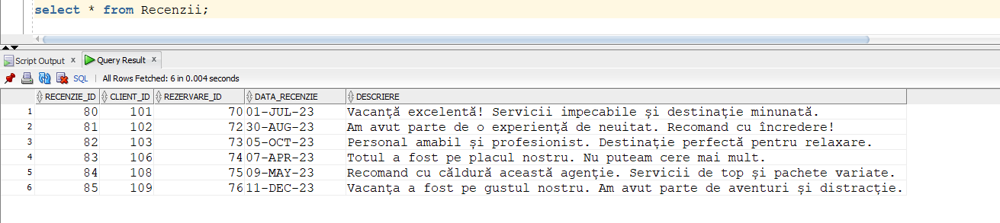 select * from Recenzii;
Script Output x Query Result x
SQL | All Rows Fetched: 6 in 0.004 seconds
RECENZIE_ID CLIENT_ID REZERVARE_ID DATA_RECENZIE DESCRIERE
1 80 101 70 01-JUL-23 Vacanță excelentă! Servicii impecabile și destinație minunată.
2 81 102 72 30-AUG-23 Am avut parte de o experiență de neuitat. Recomand cu încredere!
3 82 103 73 05-OCT-23 Personal amabil și profesionist. Destinație perfectă pentru relaxare.
4 83 106 74 07-APR-23 Totul a fost pe placul nostru. Nu puteam cere mai mult.
5 84 108 75 09-MAY-23 Recomand cu căldură această agenție. Servicii de top și pachete variate.
6 85 109 76 11-DEC-23 Vacanța a fost pe gustul nostru. Am avut parte de aventuri și distracție.